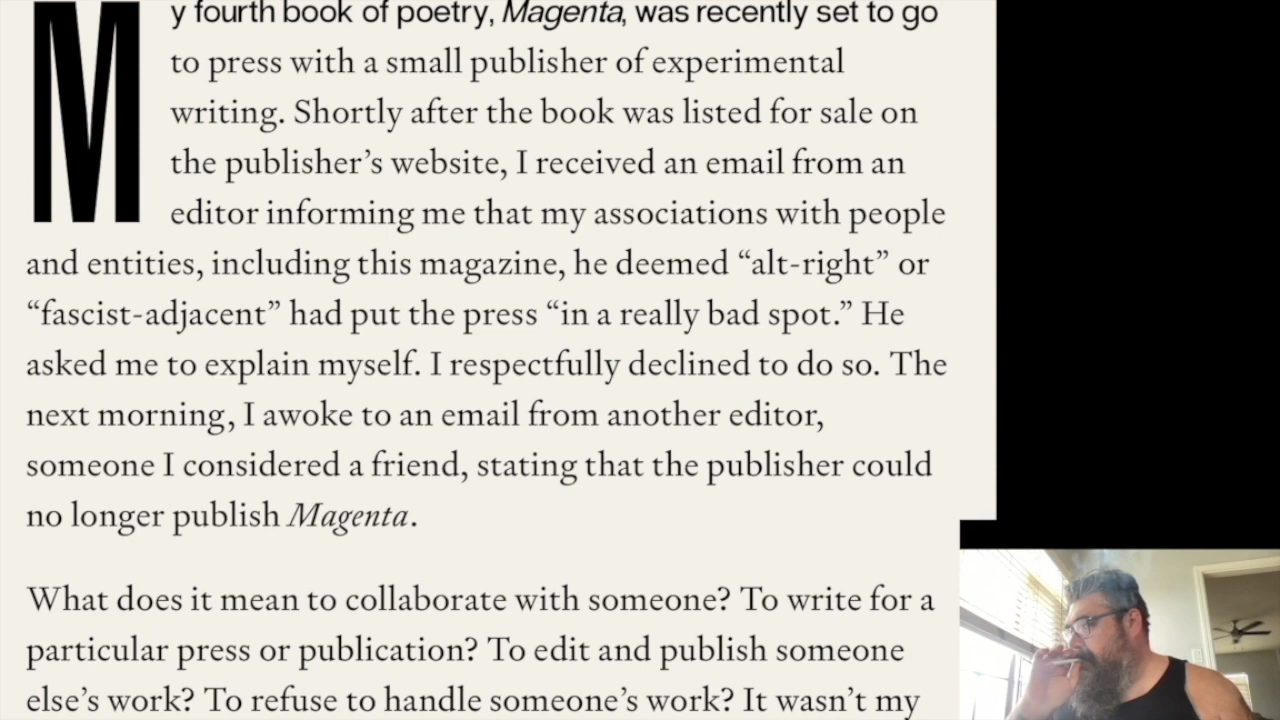 My fourth book of poetry, Magenta, was recently set to go
to press with a small publisher of experimental
writing. Shortly after the book was listed for sale on
the publisher’s website, I received an email from an
editor informing me that my associations with people
and entities, including this magazine, he deemed “alt-right” or
“fascist-adjacent” had put the press “in a really bad spot.” He
asked me to explain myself. I respectfully declined to do so. The
next morning, I awoke to an email from another editor,
someone I considered a friend, stating that the publisher could
no longer publish Magenta.
What does it mean to collaborate with someone? To write for a
particular press or publication? To edit and publish someone
else’s work? To refuse to handle someone’s work? It wasn’t my